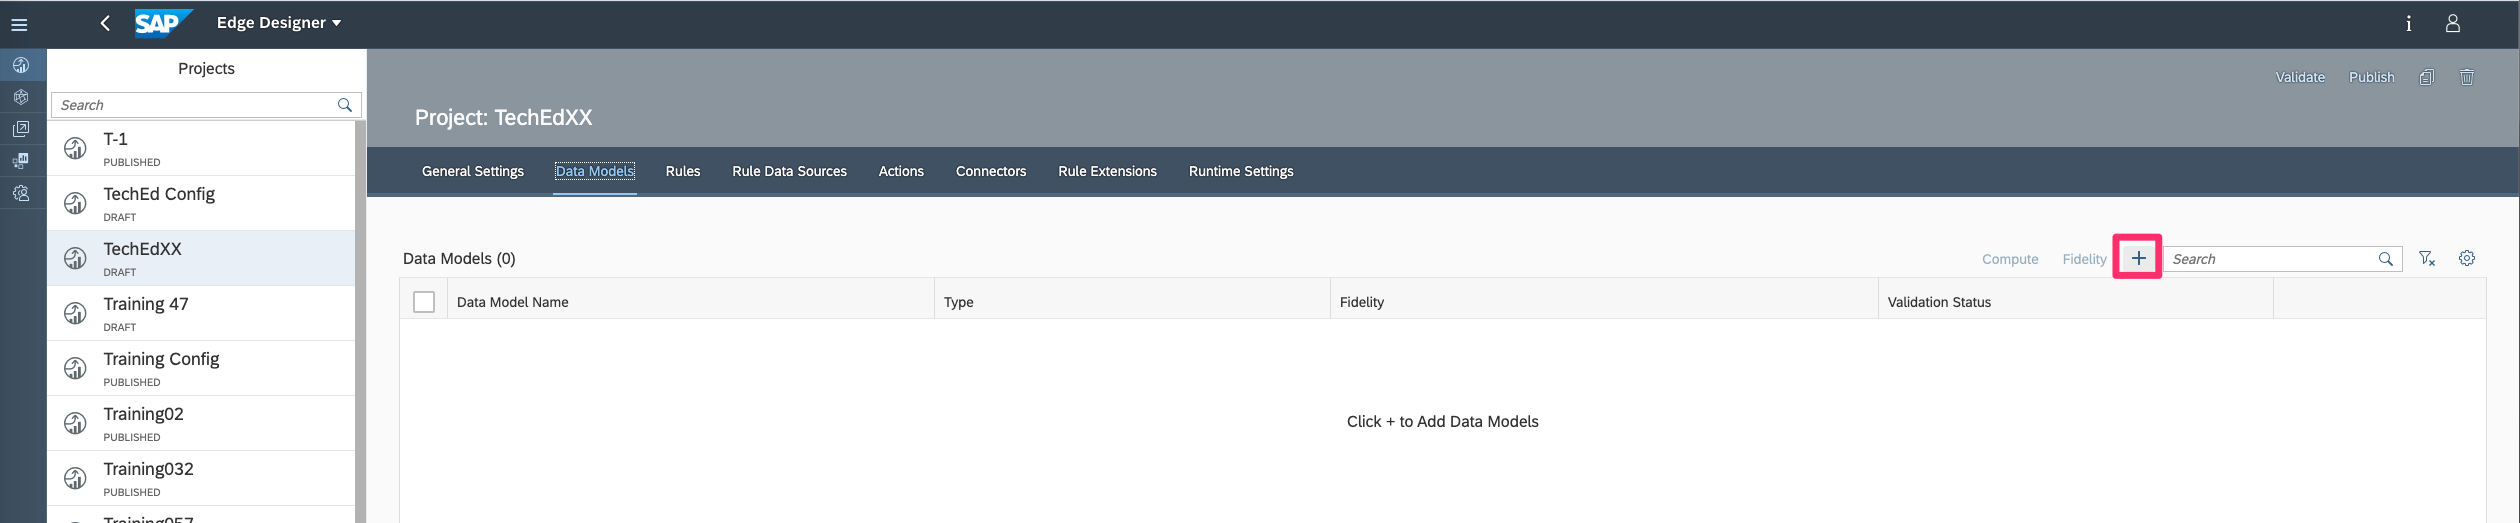 SAP Edge Designer
Projects
Search
T-1
PUBLISHED
TechEd Config
DRAFT
TechEdXX
DRAFT
Training 47
DRAFT
Training Config
PUBLISHED
Training02
PUBLISHED
Training032
PUBLISHED
Training057
Validate Publish
Project: TechEdXX
General Settings Data Models Rules Rule Data Sources Actions Connectors Rule Extensions Runtime Settings
Data Models (0) Compute Fidelity + Search
Data Model Name Type Fidelity Validation Status
Click + to Add Data Models